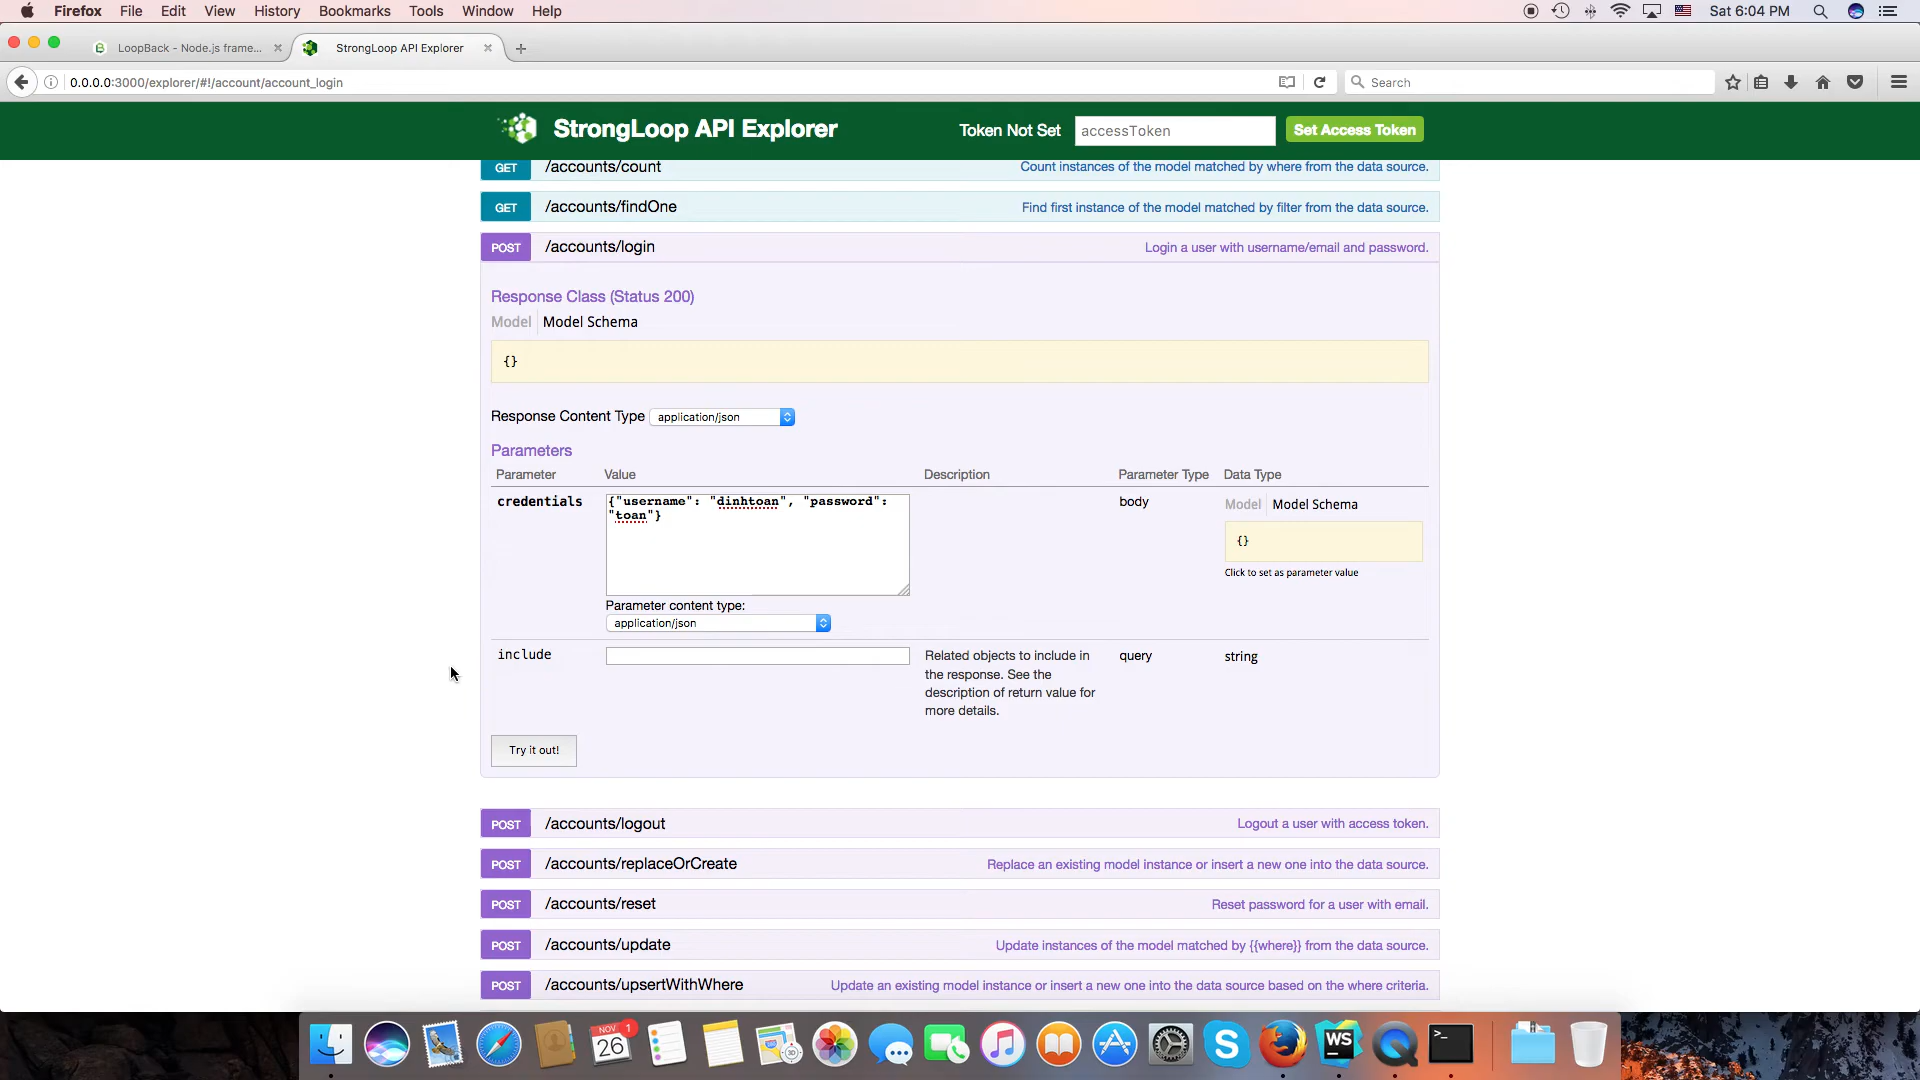 Firefox File Edit View History Bookmarks Tools Window Help Sat 6:04 PM
LoopBack - Node.js frame... StrongLoop API Explorer
0.0.0.0:3000/explorer/#!/account/account_login Search
StrongLoop API Explorer Token Not Set accessToken Set Access Token
GET /accounts/count Count instances of the model matched by where from the data source.
GET /accounts/findOne Find first instance of the model matched by filter from the data source.
POST /accounts/login Login a user with username/email and password.
Response Class (Status 200)
Model Model Schema
{}
Response Content Type application/json
Parameters
Parameter Value Description Parameter Type Data Type
credentials {"username": "dinhtoan", "password": body Model Model Schema
"toan"}
{}
Click to set as parameter value
Parameter content type:
application/json
include Related objects to include in query string
the response. See the
description of return value for
more details.
Try it out!
POST /accounts/logout Logout a user with access token.
POST /accounts/replaceOrCreate Replace an existing model instance or insert a new one into the data source.
POST /accounts/reset Reset password for a user with email.
POST /accounts/update Update instances of the model matched by {{where}} from the data source.
POST /accounts/upsertWithWhere Update an existing model instance or insert a new one into the data source based on the where criteria.
NOV 1
26
3D
S
WS
>_